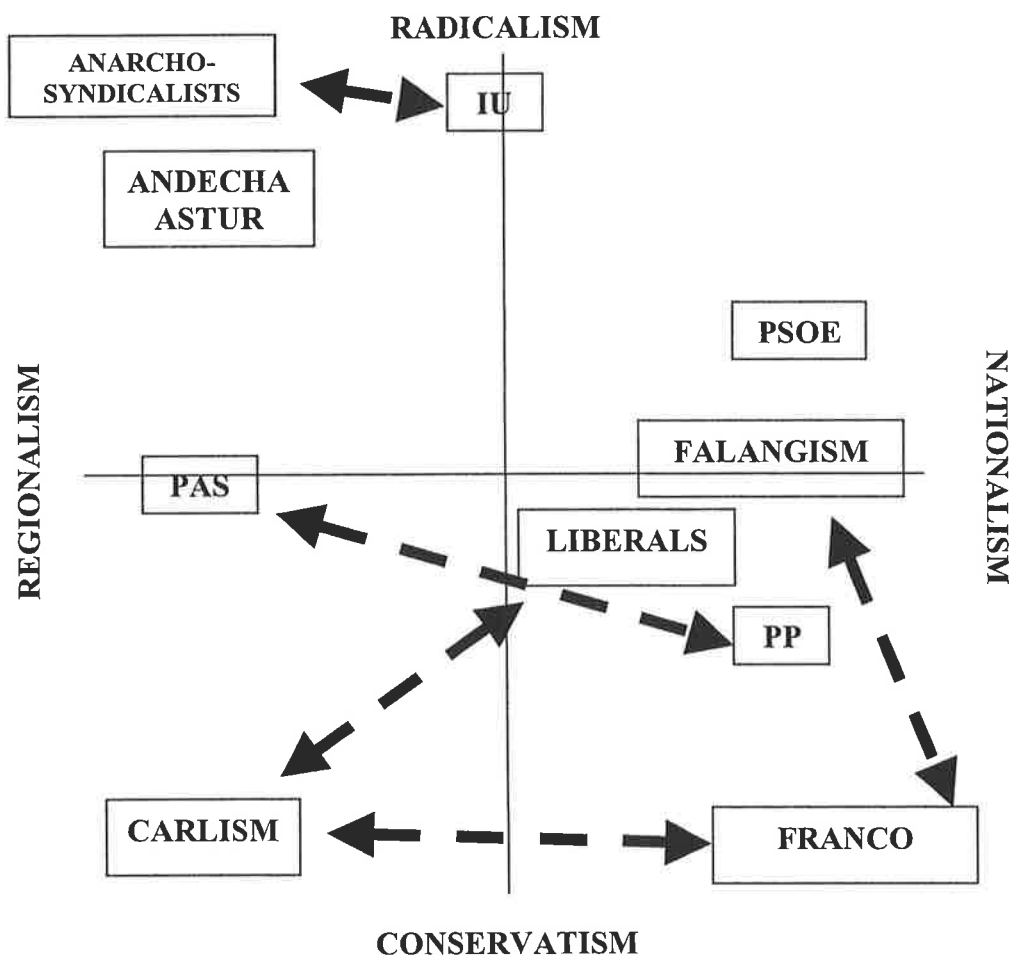 RADICALISM
ANARCHO-
SYNDICALISTS
IU
ANDECHA
ASTUR
PSOE
REGIONALISM
NATIONALISM
FALANGISM
PAS
LIBERALS
PP
CARLISM
FRANCO
CONSERVATISM